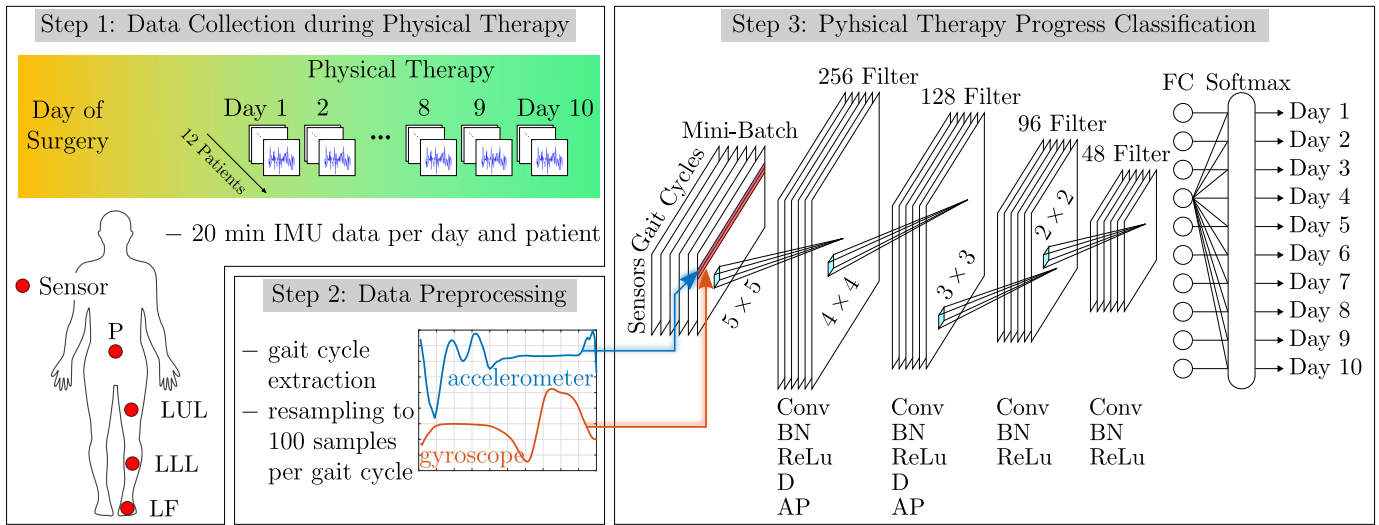 Step 1: Data Collection during Physical Therapy
Physical Therapy
Day of
Surgery
Day 1
2
...
8
9
Day 10
12 Patients
– 20 min IMU data per day and patient
Sensor
P
LUL
LLL
LF
Step 2: Data Preprocessing
– gait cycle
extraction
– resampling to
100 samples
per gait cycle
accelerometer
gyroscope
Step 3: Pyhsical Therapy Progress Classification
Sensors
Gait Cycles
Mini-Batch
256 Filter
128 Filter
96 Filter
48 Filter
5 × 5
4 × 4
3 × 3
2 × 2
Conv
BN
ReLu
D
AP
Conv
BN
ReLu
D
AP
Conv
BN
ReLu
Conv
BN
ReLu
FC
Softmax
Day 1
Day 2
Day 3
Day 4
Day 5
Day 6
Day 7
Day 8
Day 9
Day 10